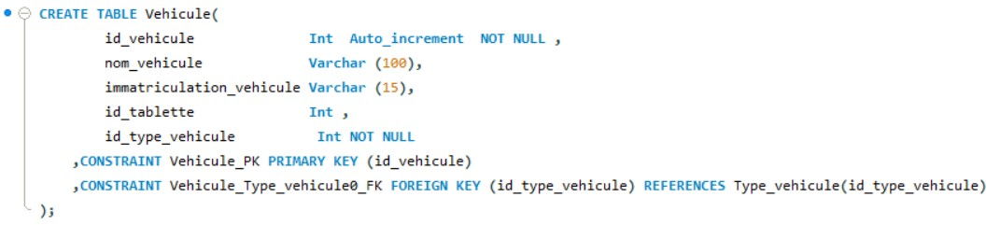 CREATE TABLE Vehicule(
id_vehicule Int Auto_increment NOT NULL ,
nom_vehicule Varchar (100),
immatriculation_vehicule Varchar (15),
id_tablette Int ,
id_type_vehicule Int NOT NULL
,CONSTRAINT Vehicule_PK PRIMARY KEY (id_vehicule)
,CONSTRAINT Vehicule_Type_vehicule0_FK FOREIGN KEY (id_type_vehicule) REFERENCES Type_vehicule(id_type_vehicule)
);